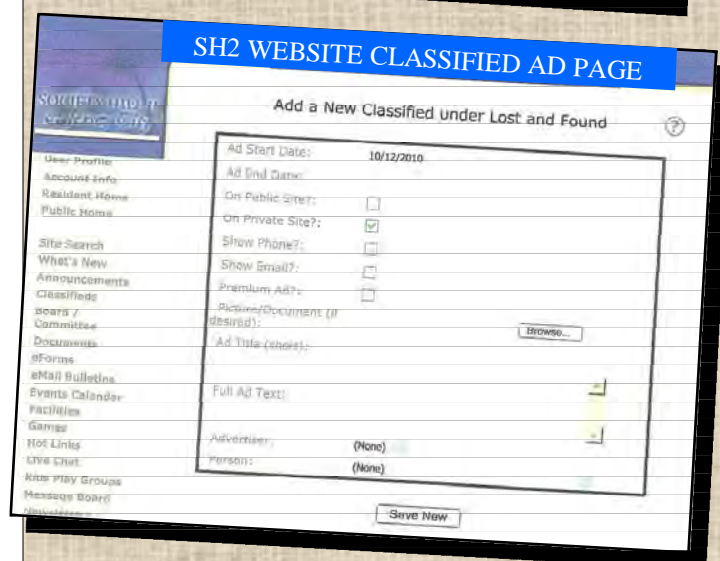 SH2 WEBSITE CLASSIFIED AD PAGE
Add a New Classified under Lost and Found
?
User Profile
Account Info
Resident Home
Public Home
Site Search
What's New
Announcements
Classifieds
Board /
Committee
Documents
eForms
eMail Bulletins
Events Calendar
Facilities
Games
Hot Links
Live Chat
Kids Play Groups
Message Board
Newsletters
Ad Start Date: 10/12/2010
Ad End Date:
On Public Site?:
On Private Site?:
Show Phone?:
Show Email?:
Premium Ad?:
Picture/Document (if
desired): Browse...
Ad Title (short):
Full Ad Text:
Advertiser: (None)
Person: (None)
Save New